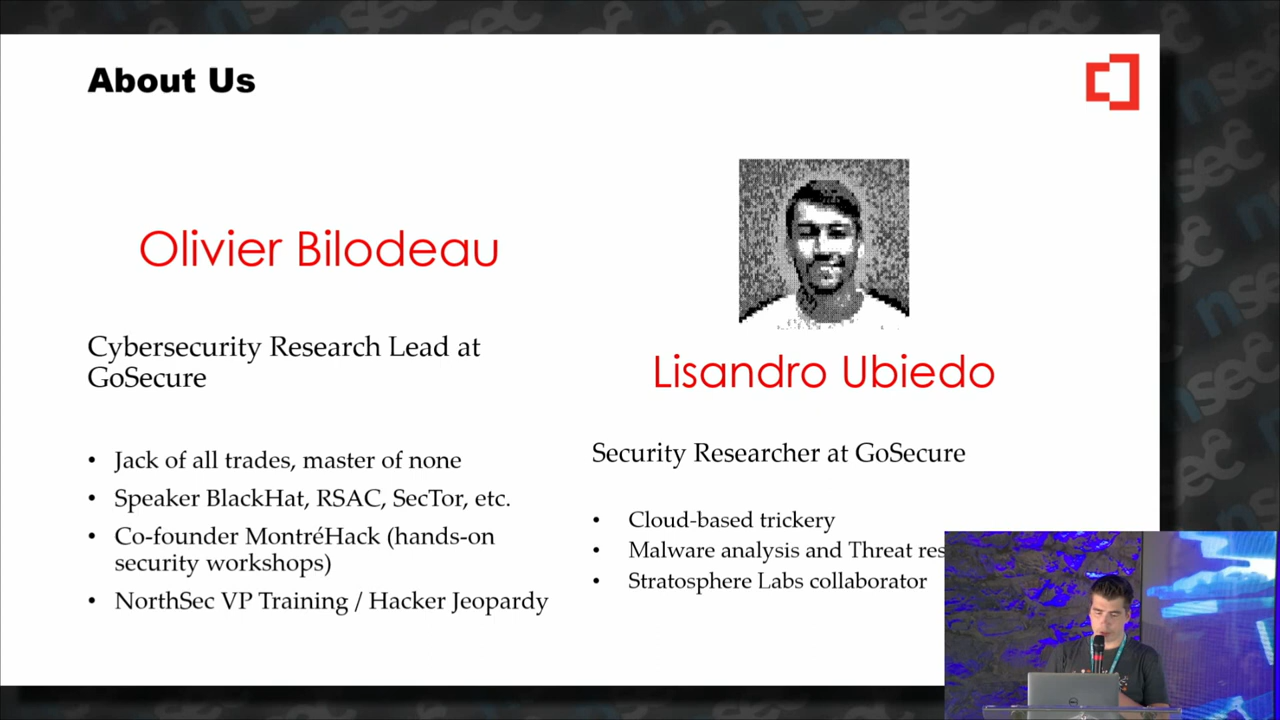 About Us
Olivier Bilodeau
Cybersecurity Research Lead at
GoSecure
• Jack of all trades, master of none
• Speaker BlackHat, RSAC, SecTor, etc.
• Co-founder MontréHack (hands-on
security workshops)
• NorthSec VP Training / Hacker Jeopardy
Lisandro Ubiedo
Security Researcher at GoSecure
• Cloud-based trickery
• Malware analysis and Threat res
• Stratosphere Labs collaborator
nsec